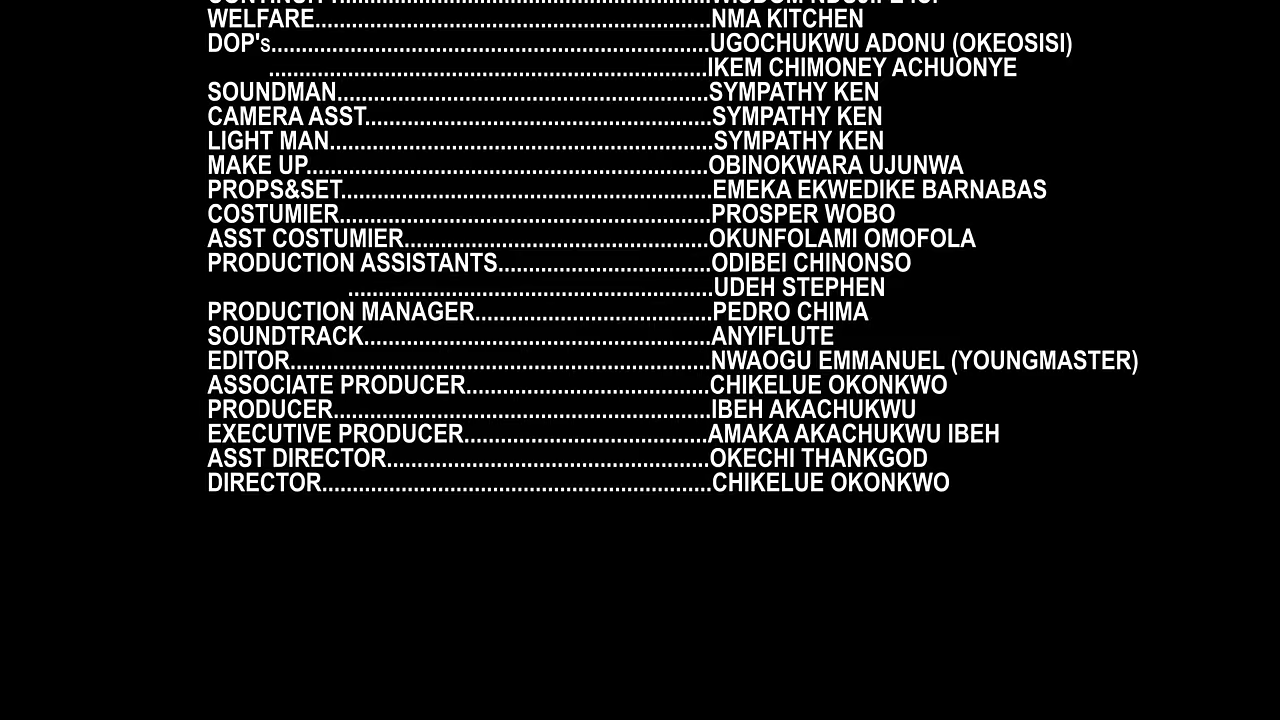 WELFARE....................................................................NMA KITCHEN
DOP's.........................................................................UGOCHUKWU ADONU (OKEOSISI)
.........................................................................IKEM CHIMONEY ACHUONYE
SOUNDMAN..............................................................SYMPATHY KEN
CAMERA ASST..........................................................SYMPATHY KEN
LIGHT MAN................................................................SYMPATHY KEN
MAKE UP...................................................................OBINOKWARA UJUNWA
PROPS&SET..............................................................EMEKA EKWEDIKE BARNABAS
COSTUMIER..............................................................PROSPER WOBO
ASST COSTUMIER...................................................OKUNFOLAMI OMOFOLA
PRODUCTION ASSISTANTS...................................ODIBEI CHINONSO
.............................................................UDEH STEPHEN
PRODUCTION MANAGER.......................................PEDRO CHIMA
SOUNDTRACK..........................................................ANYIFLUTE
EDITOR......................................................................NWAOGU EMMANUEL (YOUNGMASTER)
ASSOCIATE PRODUCER........................................CHIKELUE OKONKWO
PRODUCER...............................................................IBEH AKACHUKWU
EXECUTIVE PRODUCER........................................AMAKA AKACHUKWU IBEH
ASST DIRECTOR......................................................OKECHI THANKGOD
DIRECTOR.................................................................CHIKELUE OKONKWO